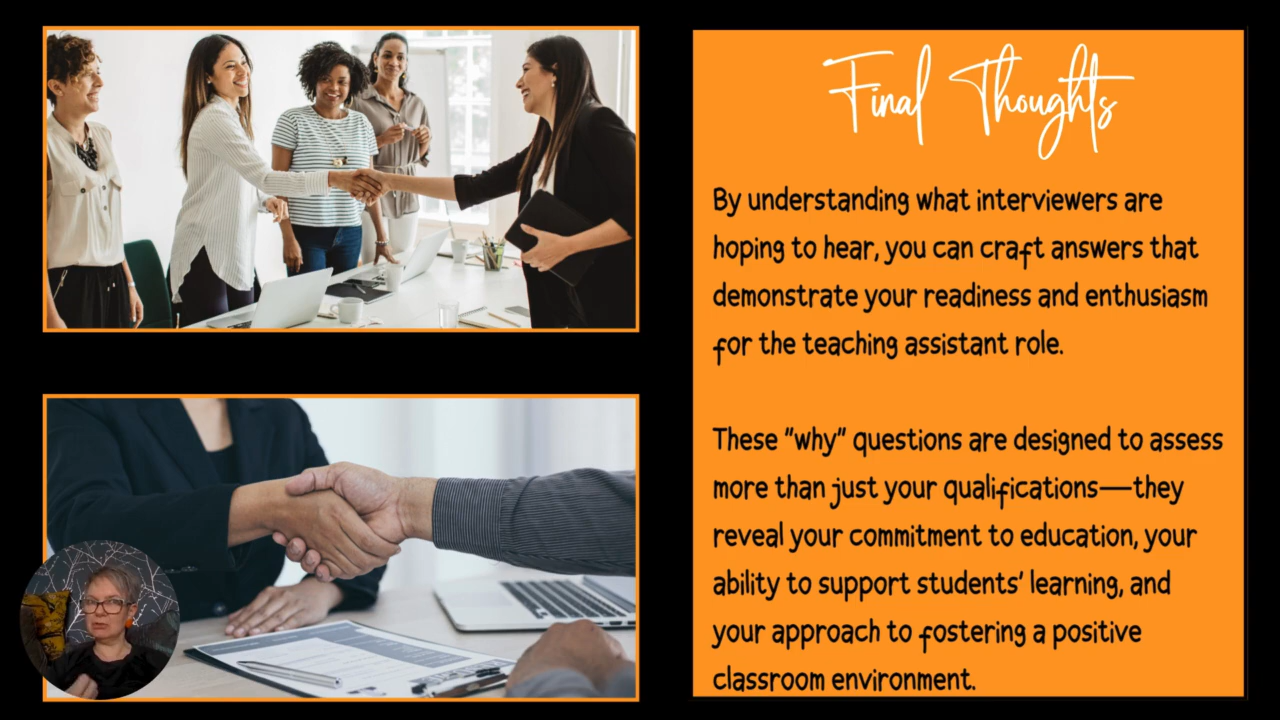 Final Thoughts
By understanding what interviewers are
hoping to hear, you can craft answers that
demonstrate your readiness and enthusiasm
for the teaching assistant role.
These "why" questions are designed to assess
more than just your qualifications—they
reveal your commitment to education, your
ability to support students' learning, and
your approach to fostering a positive
classroom environment.